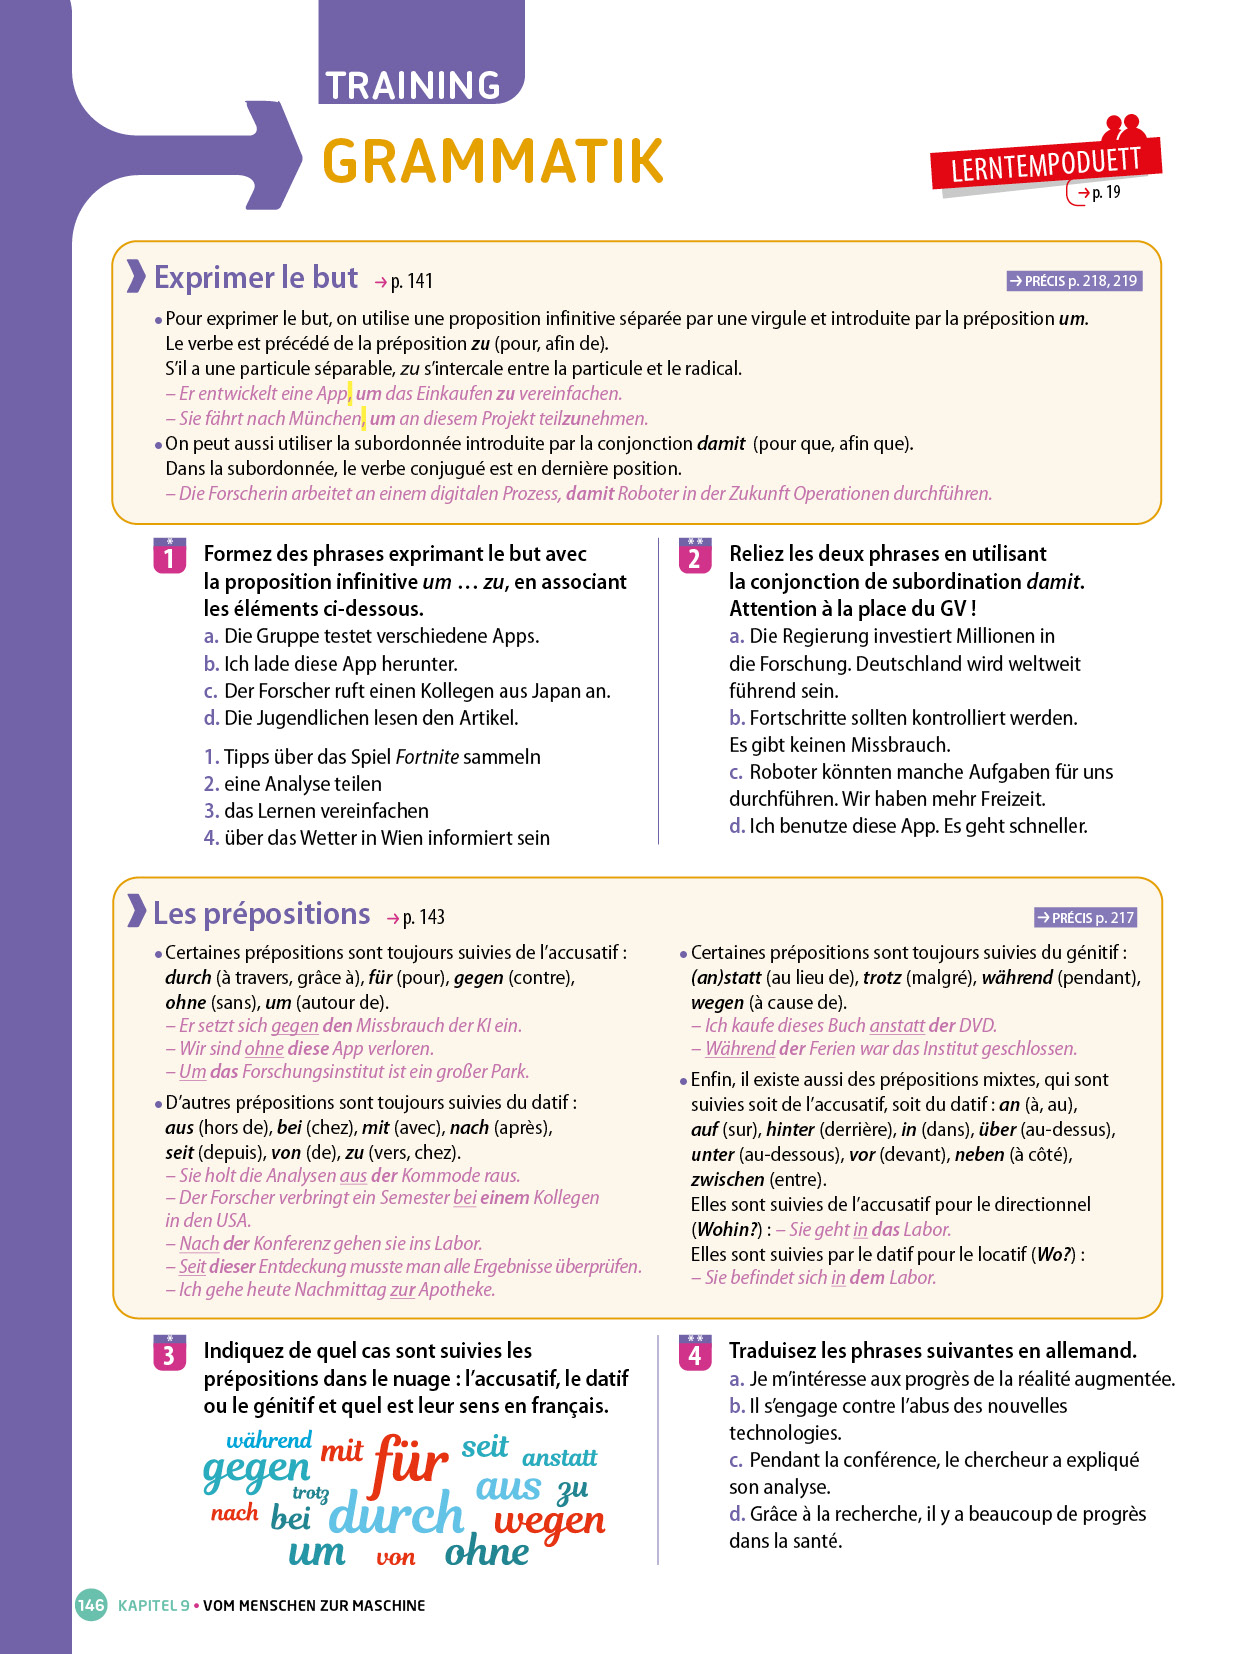 TRAINING
GRAMMATIK
LERNTEMPODUETT
→ p. 19
Exprimer le but → p. 141
→ PRÉCIS p. 218, 219
• Pour exprimer le but, on utilise une proposition infinitive séparée par une virgule et introduite par la préposition um.
Le verbe est précédé de la préposition zu (pour, afin de).
S'il a une particule séparable, zu s'intercale entre la particule et le radical.
– Er entwickelt eine App, um das Einkaufen zu vereinfachen.
– Sie fährt nach München, um an diesem Projekt teilzunehmen.
• On peut aussi utiliser la subordonnée introduite par la conjonction damit (pour que, afin que).
Dans la subordonnée, le verbe conjugué est en dernière position.
– Die Forscherin arbeitet an einem digitalen Prozess, damit Roboter in der Zukunft Operationen durchführen.
* 1
Formez des phrases exprimant le but avec
la proposition infinitive um … zu, en associant
les éléments ci-dessous.
a. Die Gruppe testet verschiedene Apps.
b. Ich lade diese App herunter.
c. Der Forscher ruft einen Kollegen aus Japan an.
d. Die Jugendlichen lesen den Artikel.
1. Tipps über das Spiel Fortnite sammeln
2. eine Analyse teilen
3. das Lernen vereinfachen
4. über das Wetter in Wien informiert sein
** 2
Reliez les deux phrases en utilisant
la conjonction de subordination damit.
Attention à la place du GV !
a. Die Regierung investiert Millionen in
die Forschung. Deutschland wird weltweit
führend sein.
b. Fortschritte sollten kontrolliert werden.
Es gibt keinen Missbrauch.
c. Roboter könnten manche Aufgaben für uns
durchführen. Wir haben mehr Freizeit.
d. Ich benutze diese App. Es geht schneller.
Les prépositions → p. 143
→ PRÉCIS p. 217
• Certaines prépositions sont toujours suivies de l'accusatif :
durch (à travers, grâce à), für (pour), gegen (contre),
ohne (sans), um (autour de).
– Er setzt sich gegen den Missbrauch der KI ein.
– Wir sind ohne diese App verloren.
– Um das Forschungsinstitut ist ein großer Park.
• D'autres prépositions sont toujours suivies du datif :
aus (hors de), bei (chez), mit (avec), nach (après),
seit (depuis), von (de), zu (vers, chez).
– Sie holt die Analysen aus der Kommode raus.
– Der Forscher verbringt ein Semester bei einem Kollegen
in den USA.
– Nach der Konferenz gehen sie ins Labor.
– Seit dieser Entdeckung musste man alle Ergebnisse überprüfen.
– Ich gehe heute Nachmittag zur Apotheke.
• Certaines prépositions sont toujours suivies du génitif :
(an)statt (au lieu de), trotz (malgré), während (pendant),
wegen (à cause de).
– Ich kaufe dieses Buch anstatt der DVD.
– Während der Ferien war das Institut geschlossen.
• Enfin, il existe aussi des prépositions mixtes, qui sont
suivies soit de l'accusatif, soit du datif : an (à, au),
auf (sur), hinter (derrière), in (dans), über (au-dessus),
unter (au-dessous), vor (devant), neben (à côté),
zwischen (entre).
Elles sont suivies de l'accusatif pour le directionnel
(Wohin?) : – Sie geht in das Labor.
Elles sont suivies par le datif pour le locatif (Wo?) :
– Sie befindet sich in dem Labor.
* 3
Indiquez de quel cas sont suivies les
prépositions dans le nuage : l'accusatif, le datif
ou le génitif et quel est leur sens en français.
während mit für seit anstatt
gegen trotz aus zu
nach bei durch wegen
um von ohne
** 4
Traduisez les phrases suivantes en allemand.
a. Je m'intéresse aux progrès de la réalité augmentée.
b. Il s'engage contre l'abus des nouvelles
technologies.
c. Pendant la conférence, le chercheur a expliqué
son analyse.
d. Grâce à la recherche, il y a beaucoup de progrès
dans la santé.
146 KAPITEL 9 • VOM MENSCHEN ZUR MASCHINE